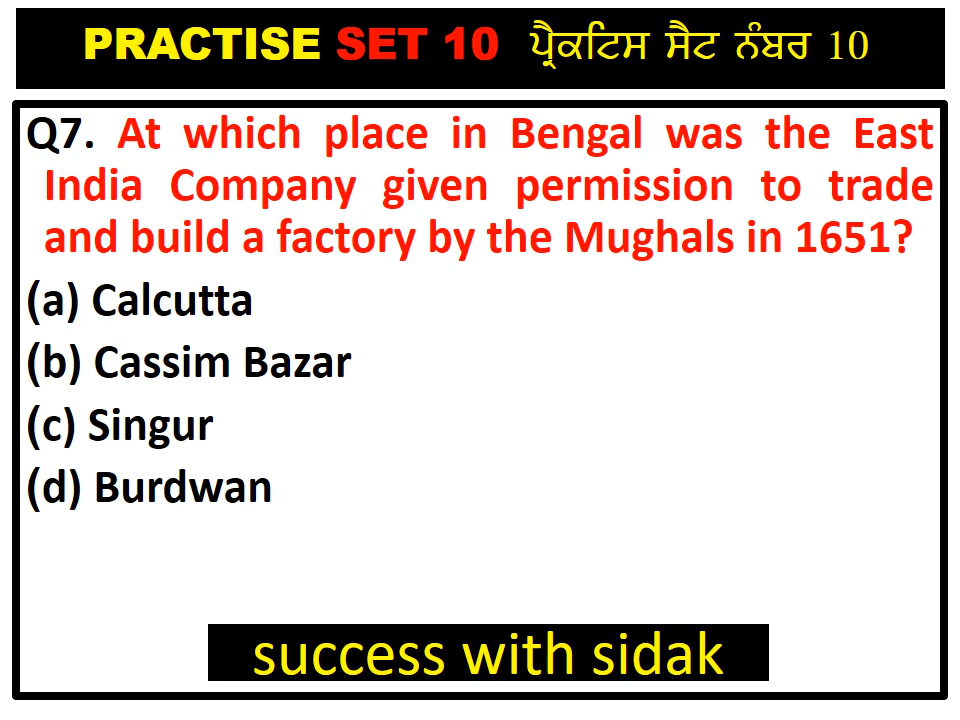 PRACTISE SET 10 ਪ੍ਰੈਕਟਿਸ ਸੈਟ ਨੰਬਰ 10
Q7. At which place in Bengal was the East
India Company given permission to trade
and build a factory by the Mughals in 1651?
(a) Calcutta
(b) Cassim Bazar
(c) Singur
(d) Burdwan
success with sidak